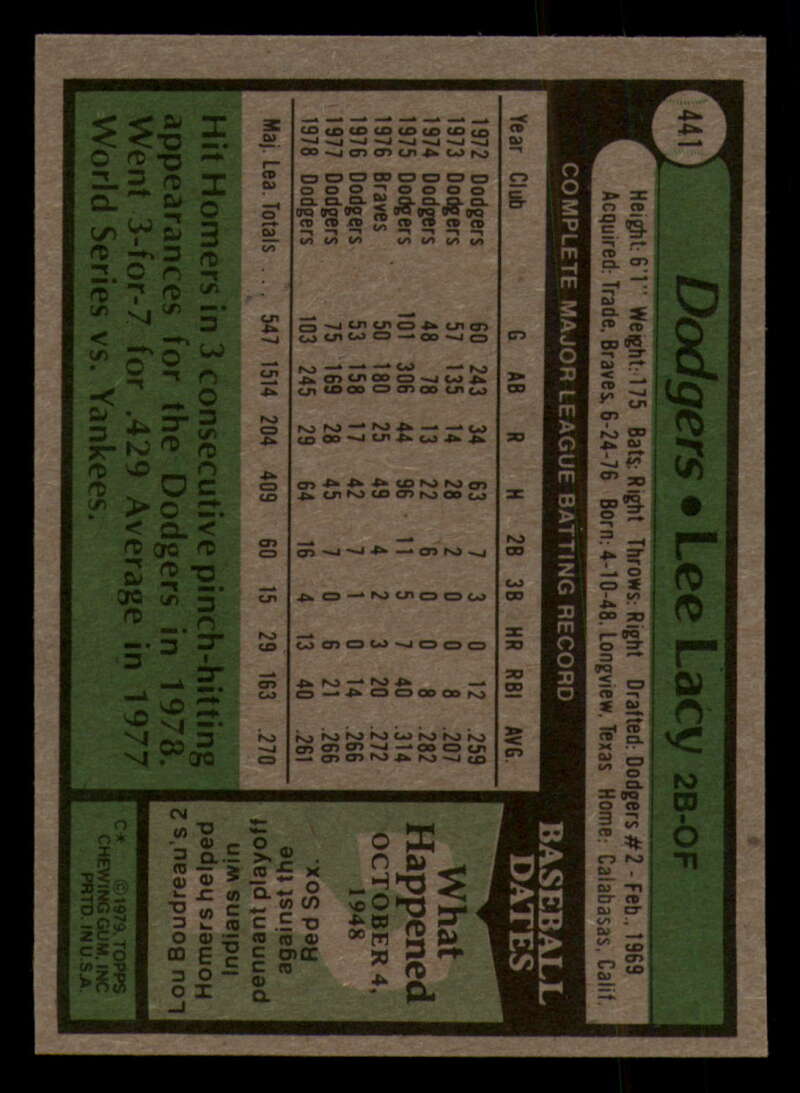 441
Dodgers • Lee Lacy 2B-OF
Height: 6'1" Weight: 175 Bats: Right Throws: Right Drafted: Dodgers #2 - Feb., 1969
Acquired: Trade, Braves, 6-24-76 Born: 4-10-48, Longview, Texas Home: Calabasas, Calif.
COMPLETE MAJOR LEAGUE BATTING RECORD
Year Club G AB R H 2B 3B HR RBI AVG.
1972 Dodgers 60 243 34 63 7 3 0 12 .259
1973 Dodgers 57 135 14 28 2 0 0 8 .207
1974 Dodgers 48 78 13 22 6 0 0 8 .282
1975 Dodgers 101 306 44 96 11 5 7 40 .314
1976 Braves 50 180 25 49 4 2 3 20 .272
1976 Dodgers 53 158 17 42 7 1 0 14 .266
1977 Dodgers 75 169 28 45 7 0 6 21 .266
1978 Dodgers 103 245 29 64 16 4 13 40 .261
Maj. Lea. Totals . . . 547 1514 204 409 60 15 29 163 .270
Hit Homers in 3 consecutive pinch-hitting
appearances for the Dodgers in 1978.
Went 3-for-7 for .429 Average in 1977
World Series vs. Yankees.
BASEBALL
DATES
What
Happened
OCTOBER 4,
1948
Lou Boudreau's 2
Homers helped
Indians win
pennant playoff
against the
Red Sox.
C* ©1979, TOPPS
CHEWING GUM, INC
PRTD. IN U.S.A.